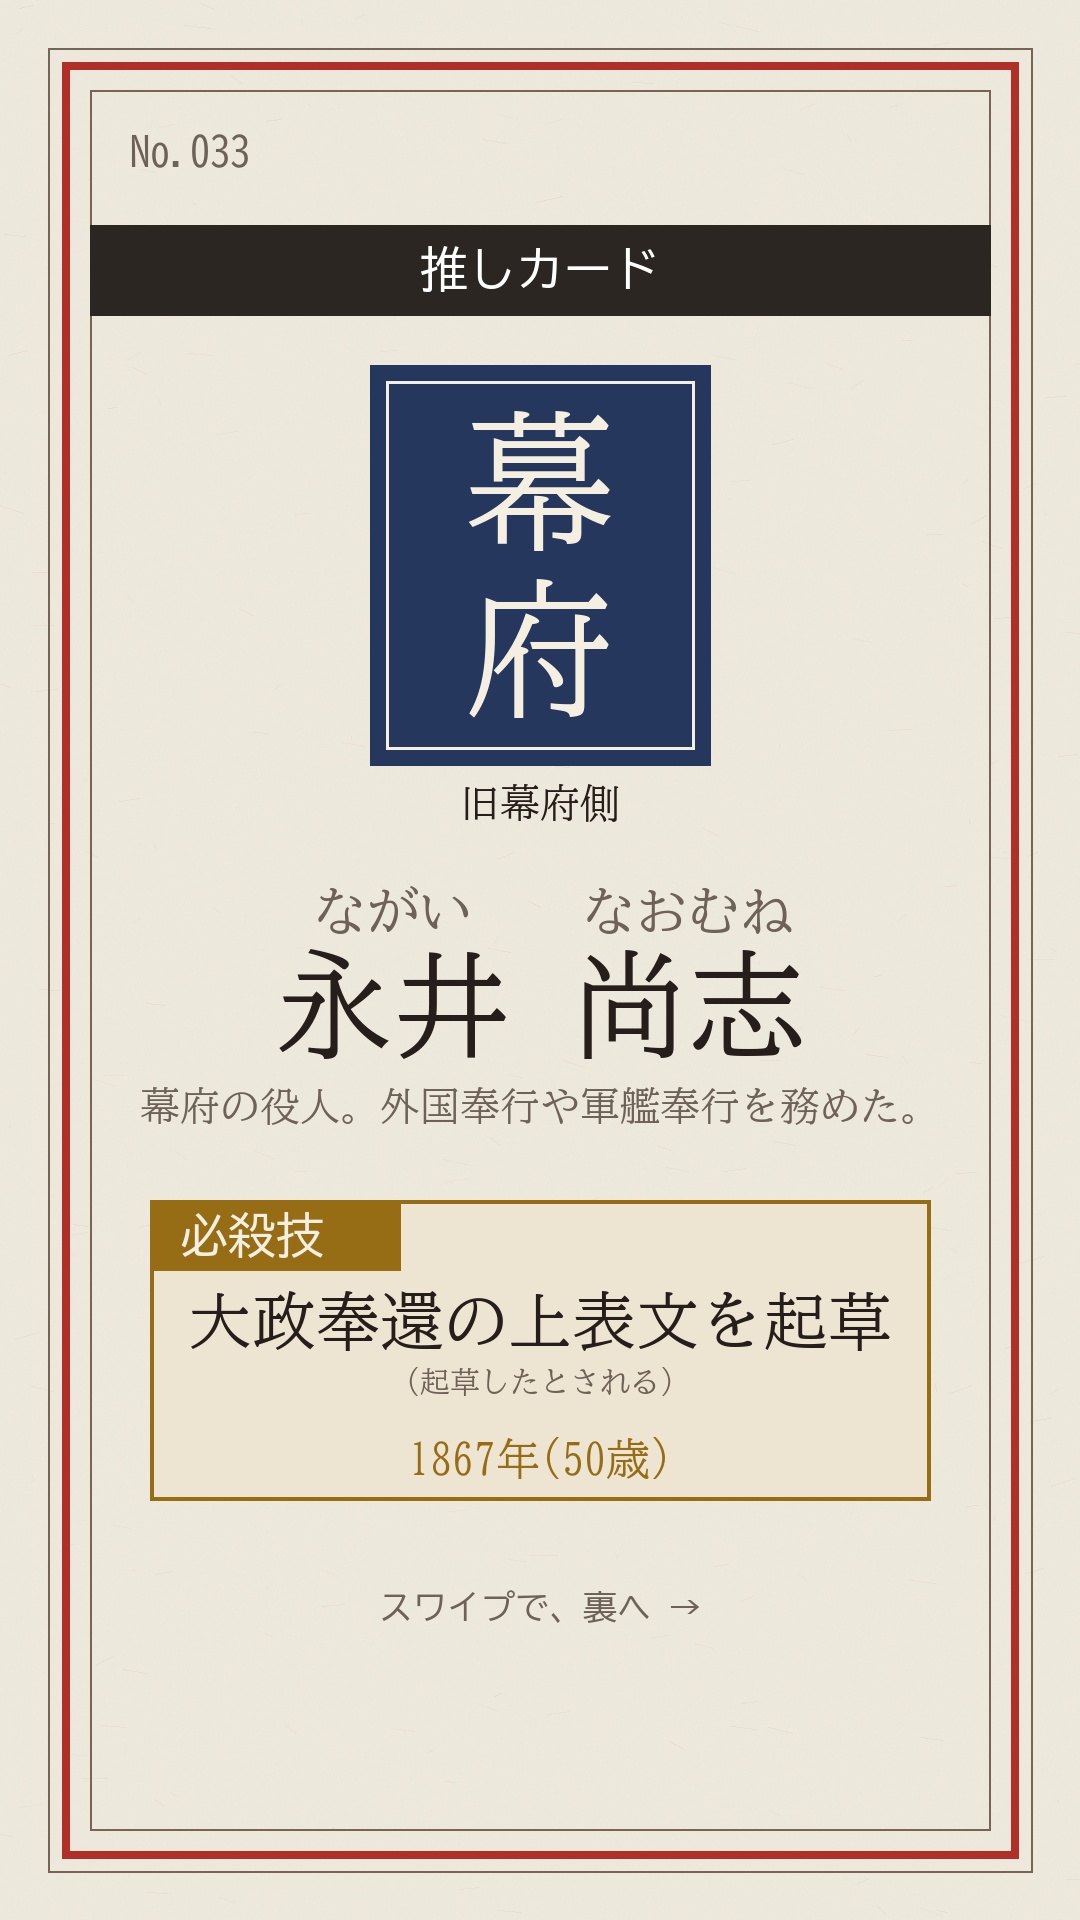 No.033
推しカード
幕
府
旧幕府側
ながい なおむね
永井 尚志
幕府の役人。外国奉行や軍艦奉行を務めた。
必殺技
大政奉還の上表文を起草
（起草したとされる）
1867年(50歳)
スワイプで、裏へ →